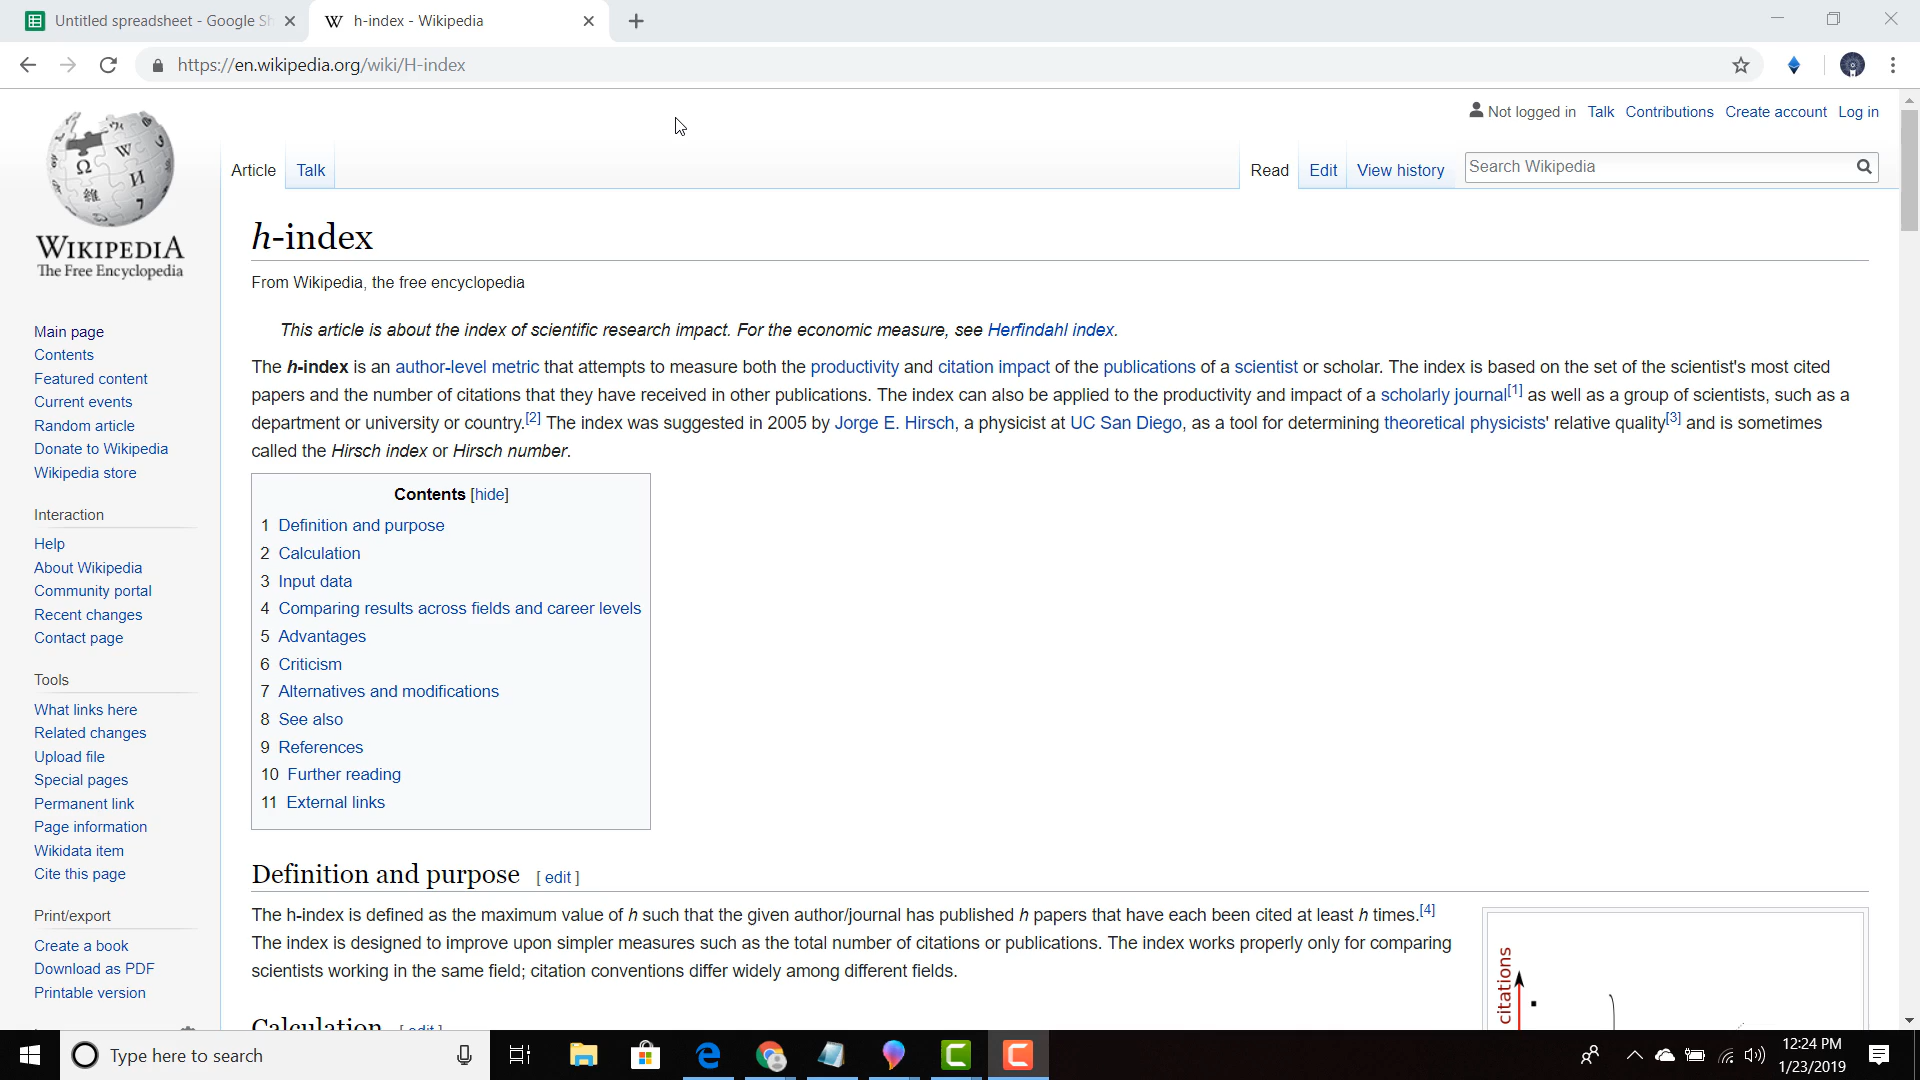 Untitled spreadsheet - Google Sh
h-index - Wikipedia
https://en.wikipedia.org/wiki/H-index
Not logged in Talk Contributions Create account Log in
Article Talk Read Edit View history Search Wikipedia
WIKIPEDIA
The Free Encyclopedia
h-index
From Wikipedia, the free encyclopedia
This article is about the index of scientific research impact. For the economic measure, see Herfindahl index.
The h-index is an author-level metric that attempts to measure both the productivity and citation impact of the publications of a scientist or scholar. The index is based on the set of the scientist's most cited
papers and the number of citations that they have received in other publications. The index can also be applied to the productivity and impact of a scholarly journal[1] as well as a group of scientists, such as a
department or university or country.[2] The index was suggested in 2005 by Jorge E. Hirsch, a physicist at UC San Diego, as a tool for determining theoretical physicists' relative quality[3] and is sometimes
called the Hirsch index or Hirsch number.
Main page
Contents
Featured content
Current events
Random article
Donate to Wikipedia
Wikipedia store
Interaction
Help
About Wikipedia
Community portal
Recent changes
Contact page
Tools
What links here
Related changes
Upload file
Special pages
Permanent link
Page information
Wikidata item
Cite this page
Print/export
Create a book
Download as PDF
Printable version
Contents [hide]
1 Definition and purpose
2 Calculation
3 Input data
4 Comparing results across fields and career levels
5 Advantages
6 Criticism
7 Alternatives and modifications
8 See also
9 References
10 Further reading
11 External links
Definition and purpose [ edit ]
The h-index is defined as the maximum value of h such that the given author/journal has published h papers that have each been cited at least h times.[4]
The index is designed to improve upon simpler measures such as the total number of citations or publications. The index works properly only for comparing
scientists working in the same field; citation conventions differ widely among different fields.
citations
Calculation [ edit ]
Type here to search
12:24 PM
1/23/2019